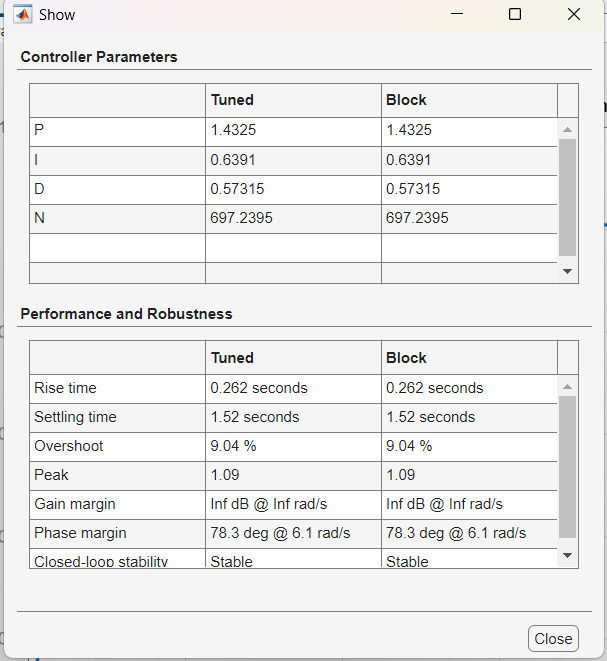 Show
Controller Parameters
Tuned Block
P 1.4325 1.4325
I 0.6391 0.6391
D 0.57315 0.57315
N 697.2395 697.2395
Performance and Robustness
Tuned Block
Rise time 0.262 seconds 0.262 seconds
Settling time 1.52 seconds 1.52 seconds
Overshoot 9.04 % 9.04 %
Peak 1.09 1.09
Gain margin Inf dB @ Inf rad/s Inf dB @ Inf rad/s
Phase margin 78.3 deg @ 6.1 rad/s 78.3 deg @ 6.1 rad/s
Closed-loop stability Stable Stable
Close